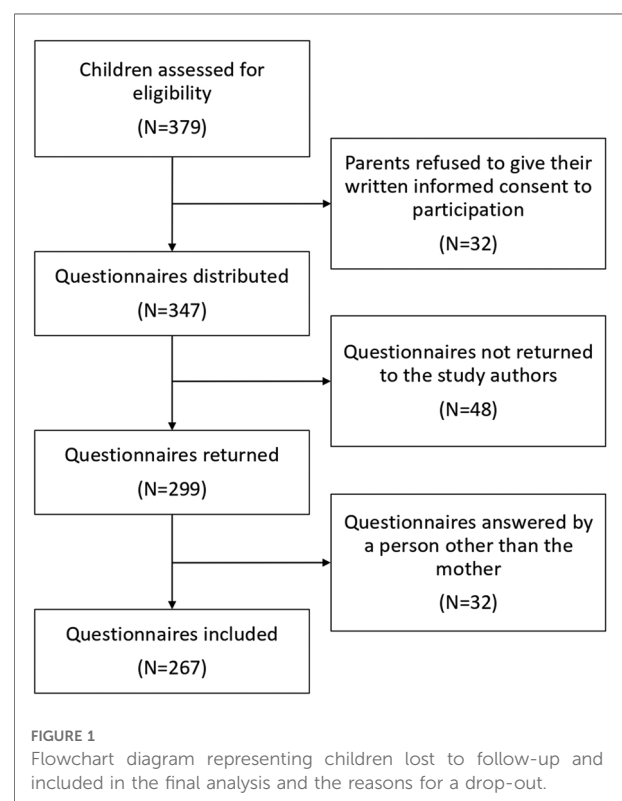 Children assessed for
eligibility
(N=379)
Parents refused to give their
written informed consent to
participation
(N=32)
Questionnaires distributed
(N=347)
Questionnaires not returned
to the study authors
(N=48)
Questionnaires returned
(N=299)
Questionnaires answered by
a person other than the
mother
(N=32)
Questionnaires included
(N=267)
FIGURE 1
Flowchart diagram representing children lost to follow-up and
included in the final analysis and the reasons for a drop-out.